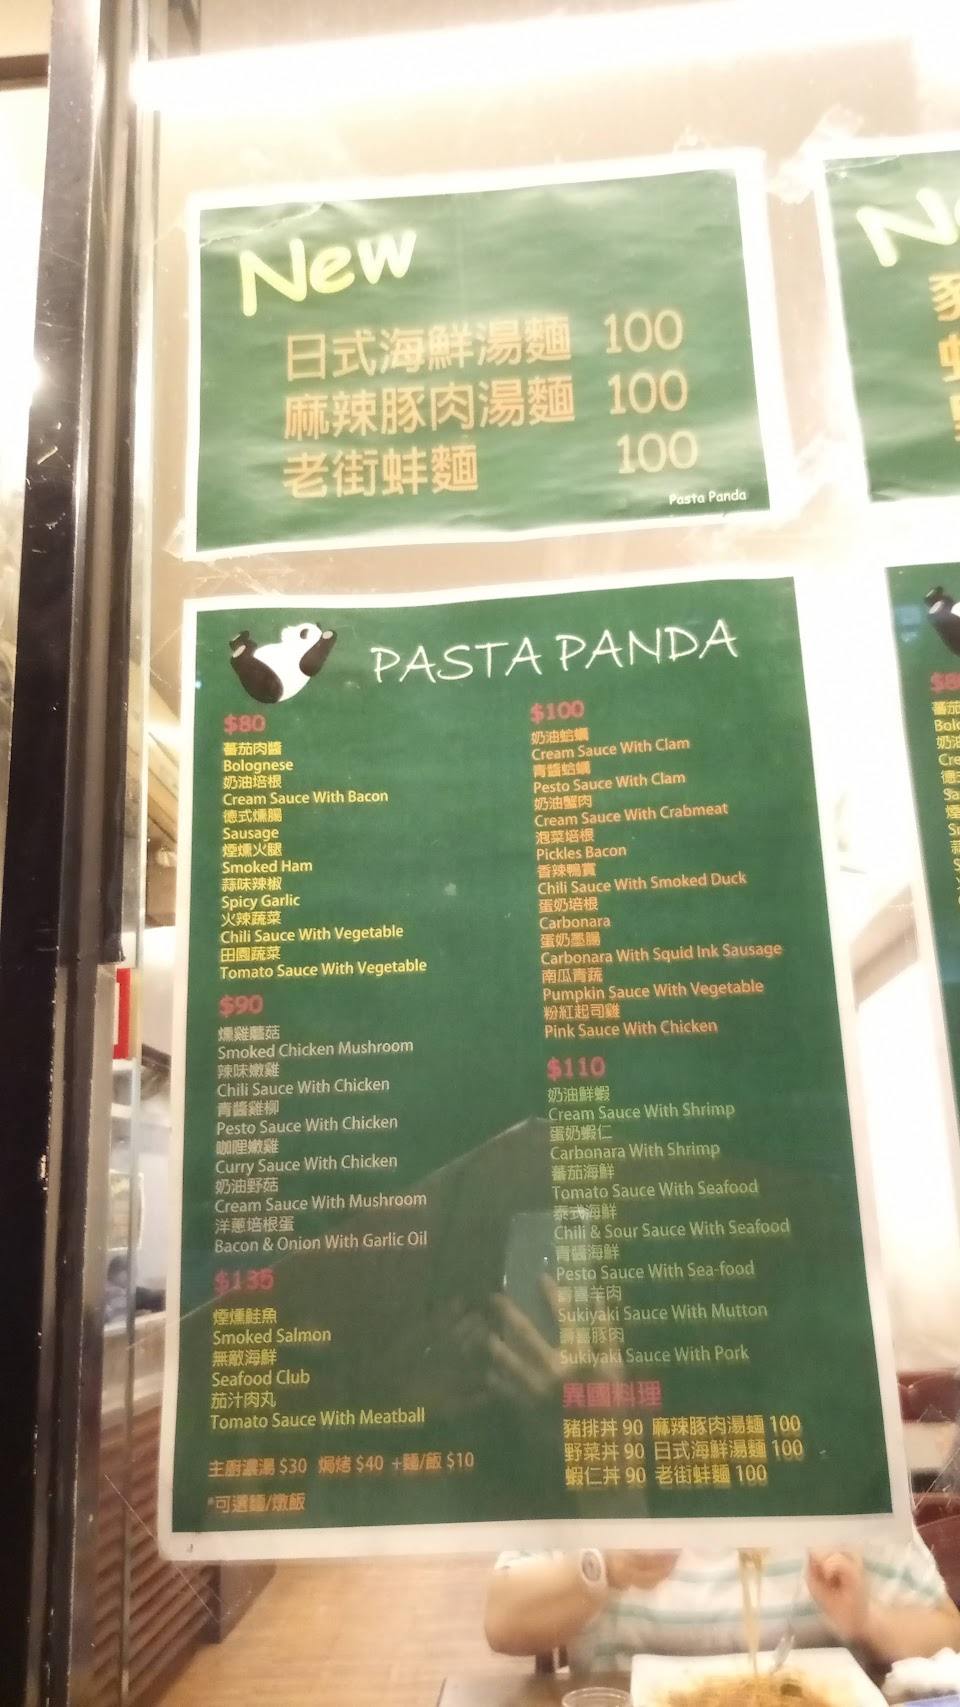 New
日式海鮮湯麵 100
麻辣豚肉湯麵 100
老街蚌麵 100
Pasta Panda
PASTA PANDA
$80
蕃茄肉醬
Bolognese
奶油培根
Cream Sauce With Bacon
德式燻腸
Sausage
煙燻火腿
Smoked Ham
蒜味辣椒
Spicy Garlic
火辣蔬菜
Chili Sauce With Vegetable
田園蔬菜
Tomato Sauce With Vegetable
$90
燻雞蘑菇
Smoked Chicken Mushroom
辣味嫩雞
Chili Sauce With Chicken
青醬雞柳
Pesto Sauce With Chicken
咖哩嫩雞
Curry Sauce With Chicken
奶油野菇
Cream Sauce With Mushroom
洋蔥培根蛋
Bacon & Onion With Garlic Oil
$135
煙燻鮭魚
Smoked Salmon
無敵海鮮
Seafood Club
茄汁肉丸
Tomato Sauce With Meatball
主廚濃湯 $30 焗烤 $40 +麵/飯 $10
*可選麵/燉飯
$100
奶油蛤蠣
Cream Sauce With Clam
青醬蛤蠣
Pesto Sauce With Clam
奶油蟹肉
Cream Sauce With Crabmeat
泡菜培根
Pickles Bacon
香辣鴨賞
Chili Sauce With Smoked Duck
蛋奶培根
Carbonara
蛋奶墨腸
Carbonara With Squid Ink Sausage
南瓜青蔬
Pumpkin Sauce With Vegetable
粉紅起司雞
Pink Sauce With Chicken
$110
奶油鮮蝦
Cream Sauce With Shrimp
蛋奶蝦仁
Carbonara With Shrimp
蕃茄海鮮
Tomato Sauce With Seafood
泰式海鮮
Chili & Sour Sauce With Seafood
青醬海鮮
Pesto Sauce With Sea-food
壽喜羊肉
Sukiyaki Sauce With Mutton
壽喜豚肉
Sukiyaki Sauce With Pork
異國料理
豬排丼 90 麻辣豚肉湯麵 100
野菜丼 90 日式海鮮湯麵 100
蝦仁丼 90 老街蚌麵 100